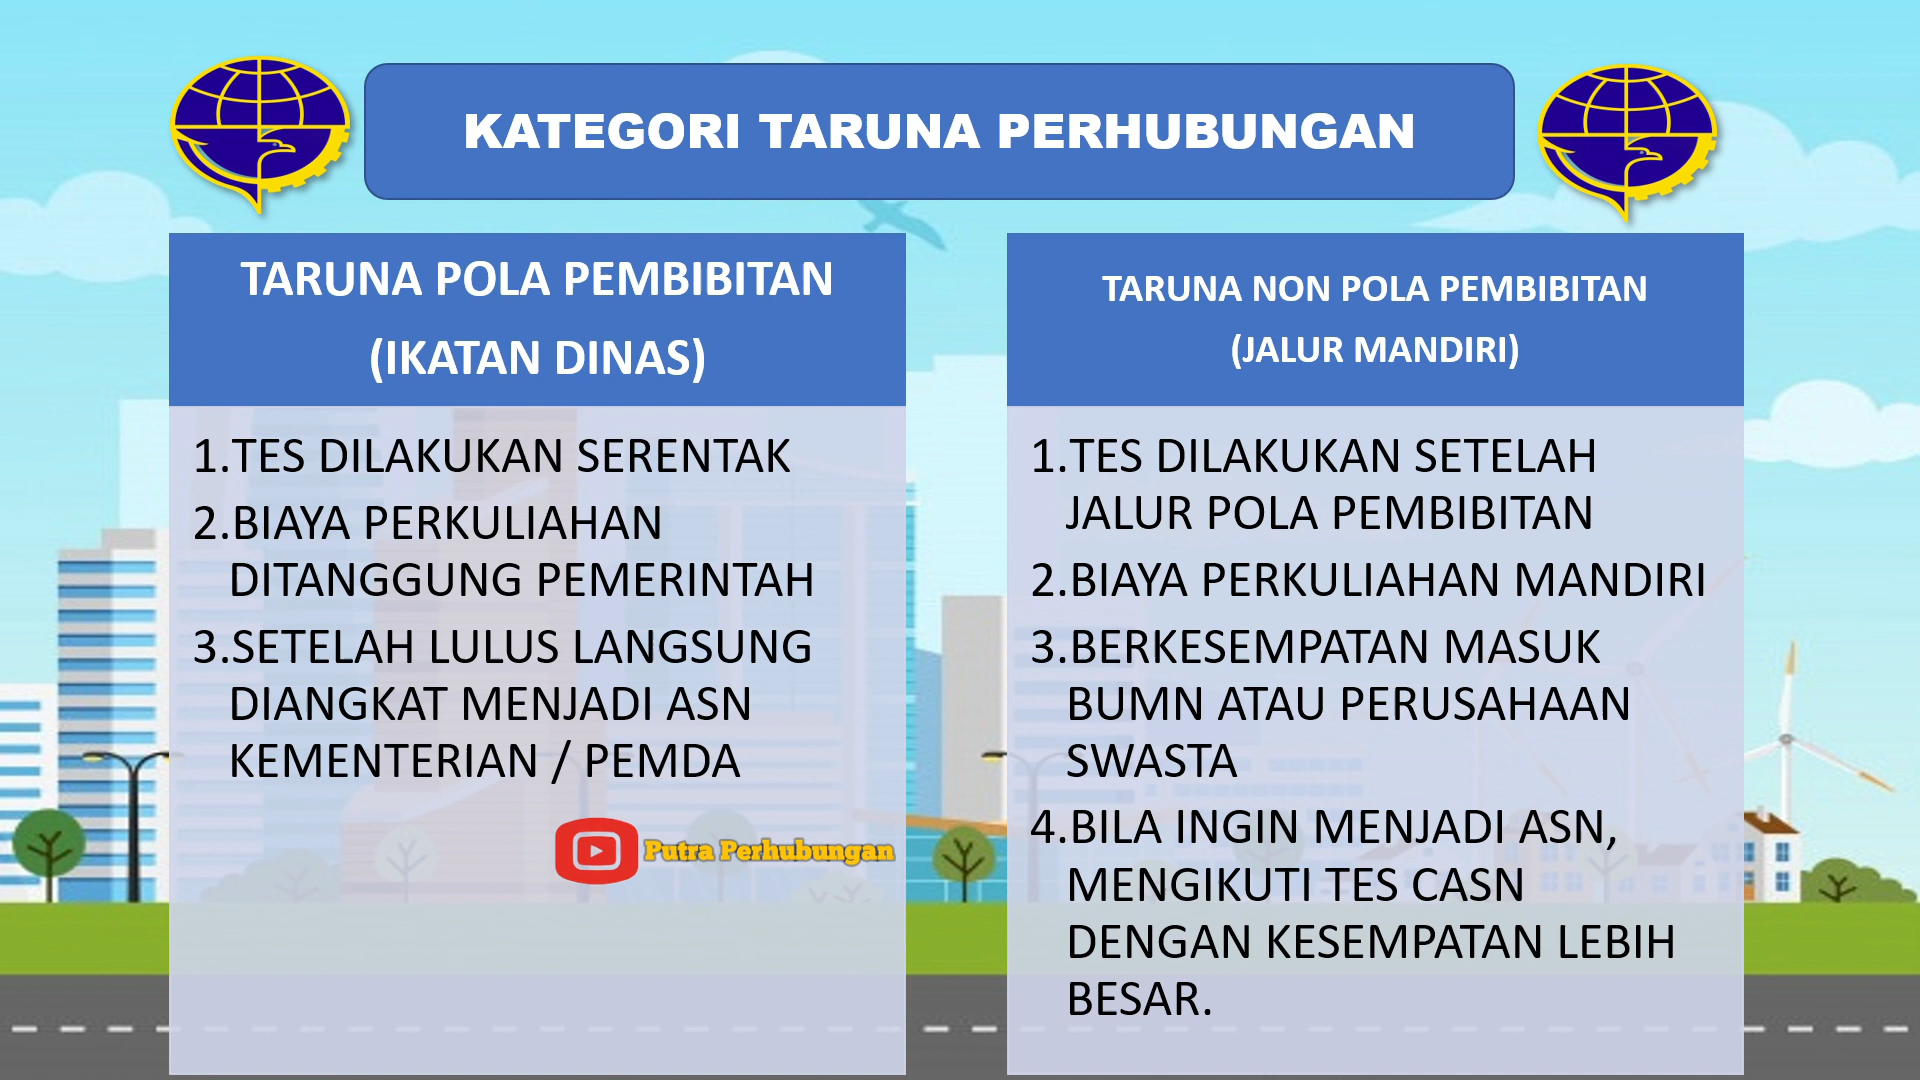 KATEGORI TARUNA PERHUBUNGAN
TARUNA POLA PEMBIBITAN
(IKATAN DINAS)
1.TES DILAKUKAN SERENTAK
2.BIAYA PERKULIAHAN
DITANGGUNG PEMERINTAH
3.SETELAH LULUS LANGSUNG
DIANGKAT MENJADI ASN
KEMENTERIAN / PEMDA
Putra Perhubungan
TARUNA NON POLA PEMBIBITAN
(JALUR MANDIRI)
1.TES DILAKUKAN SETELAH
JALUR POLA PEMBIBITAN
2.BIAYA PERKULIAHAN MANDIRI
3.BERKESEMPATAN MASUK
BUMN ATAU PERUSAHAAN
SWASTA
4.BILA INGIN MENJADI ASN,
MENGIKUTI TES CASN
DENGAN KESEMPATAN LEBIH
BESAR.